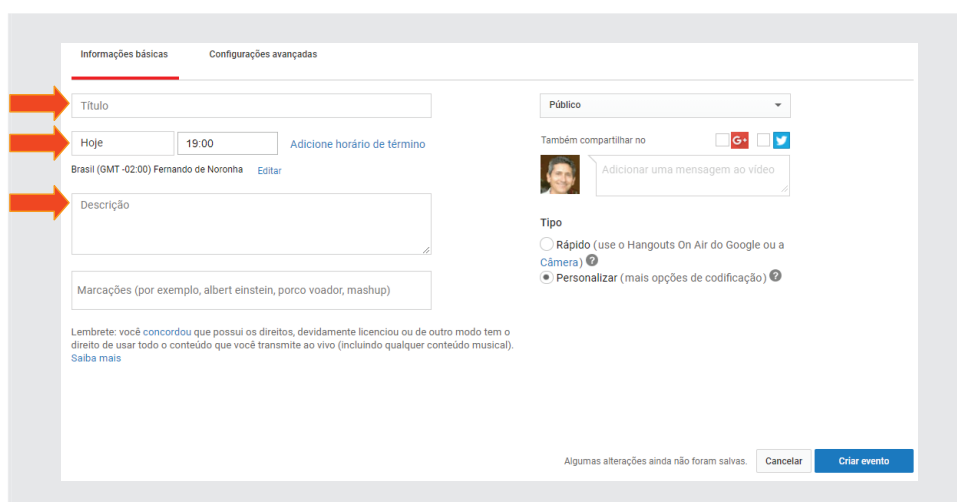 Informações básicas
Configurações avançadas
Título
Hoje
19:00
Adicione horário de término
Brasil (GMT -02:00) Fernando de Noronha Editar
Descrição
Marcações (por exemplo, albert einstein, porco voador, mashup)
Lembrete: você concordou que possui os direitos, devidamente licenciou ou de outro modo tem o
direito de usar todo o conteúdo que você transmite ao vivo (incluindo qualquer conteúdo musical).
Saiba mais
Público
Também compartilhar no
G+
Adicionar uma mensagem ao vídeo
Tipo
Rápido (use o Hangouts On Air do Google ou a
Câmera) ?
Personalizar (mais opções de codificação) ?
Algumas alterações ainda não foram salvas.
Cancelar
Criar evento